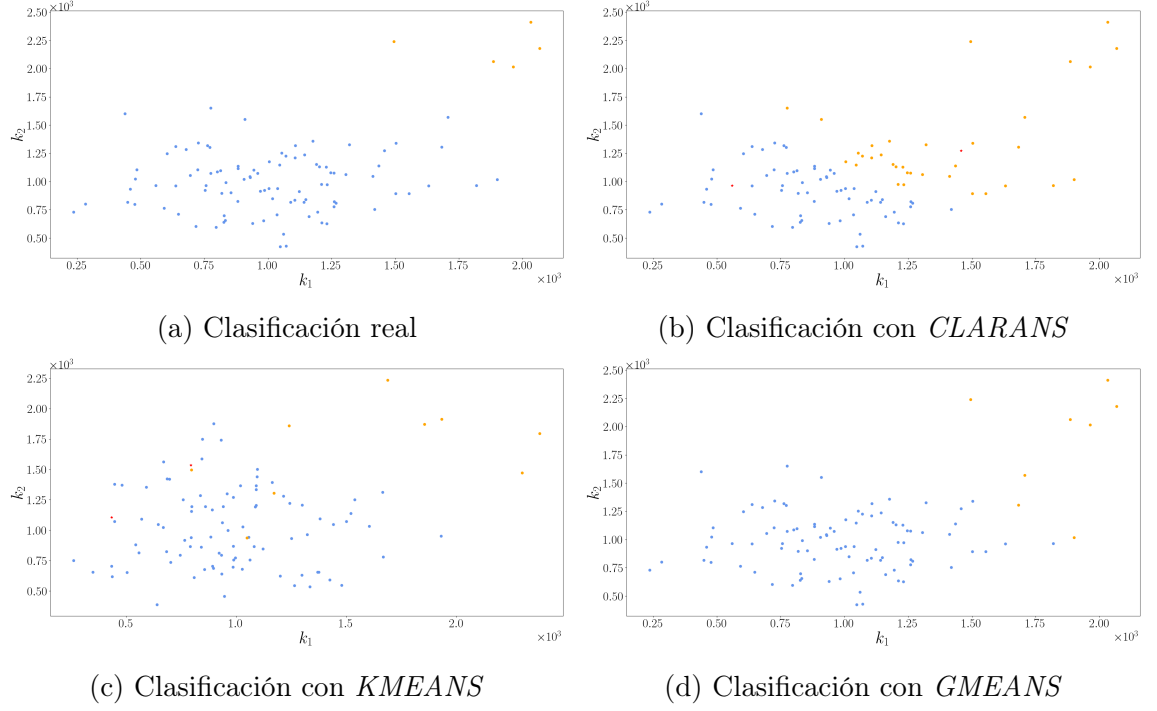 ×10³ ×10³
2.50 2.50
2.25 2.25
2.00 2.00
1.75 1.75
k₂ 1.50 k₂ 1.50
1.25 1.25
1.00 1.00
0.75 0.75
0.50 0.50
0.25 0.50 0.75 1.00 1.25 1.50 1.75 2.00 0.25 0.50 0.75 1.00 1.25 1.50 1.75 2.00
k₁ ×10³ k₁ ×10³
(a) Clasificación real (b) Clasificación con CLARANS
×10³ ×10³
2.25 2.50
2.00 2.25
1.75 2.00
1.50 1.75
k₂ 1.25 k₂ 1.50
1.00 1.25
0.75 1.00
0.50 0.75
0.50
0.5 1.0 1.5 2.0 0.25 0.50 0.75 1.00 1.25 1.50 1.75 2.00
k₁ ×10³ k₁ ×10³
(c) Clasificación con KMEANS (d) Clasificación con GMEANS